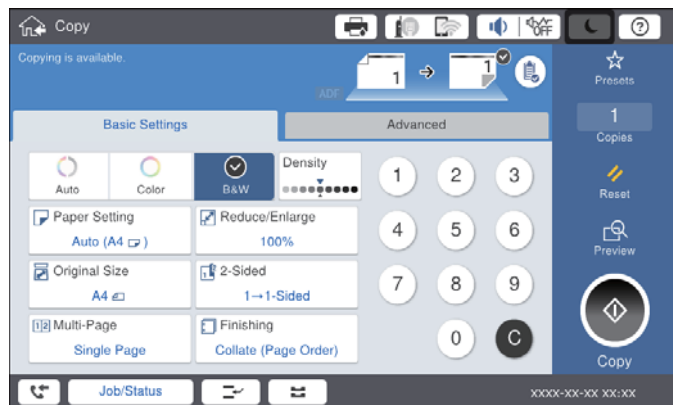 Copy
OFF
?
Copying is available.
ADF
1
1
Presets
Basic Settings
Advanced
1
Copies
Auto
Color
B&W
Density
1
2
3
Reset
Paper Setting
Auto (A4 )
Reduce/Enlarge
100%
4
5
6
Preview
Original Size
A4
2-Sided
1→1-Sided
7
8
9
1 2 Multi-Page
Single Page
Finishing
Collate (Page Order)
0
C
Copy
Job/Status
xxxx-xx-xx xx:xx